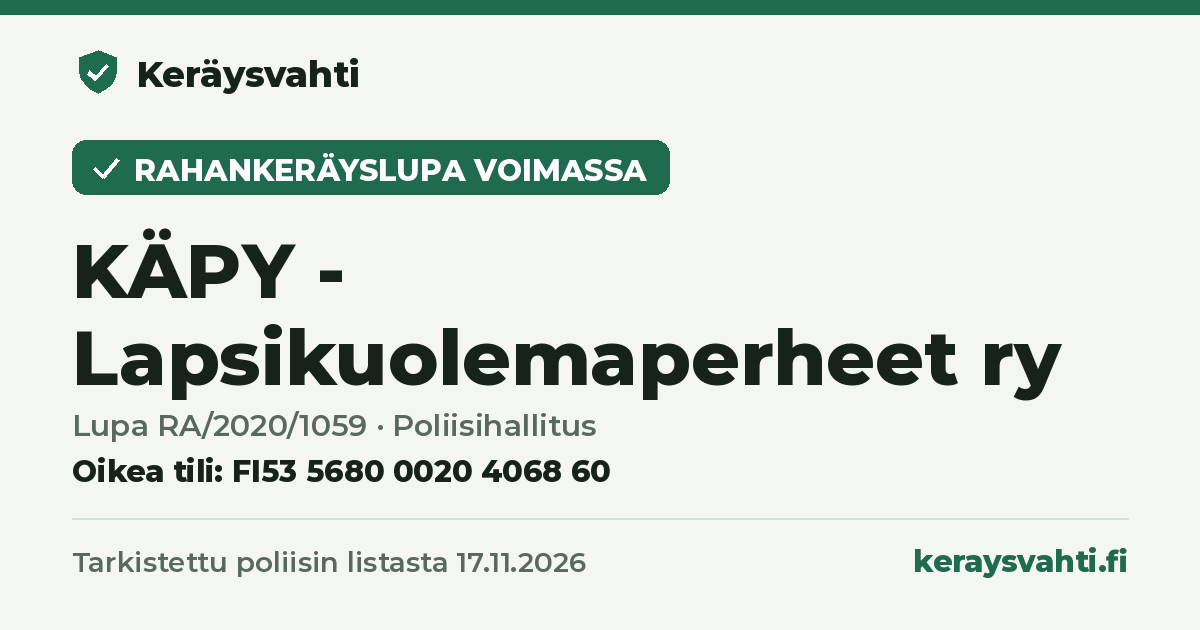 Keräysvahti
RAHANKERÄYSLUPA VOIMASSA
KÄPY -
Lapsikuolemaperheet ry
Lupa RA/2020/1059 · Poliisihallitus
Oikea tili: FI53 5680 0020 4068 60
Tarkistettu poliisin listasta 17.11.2026
keraysvahti.fi